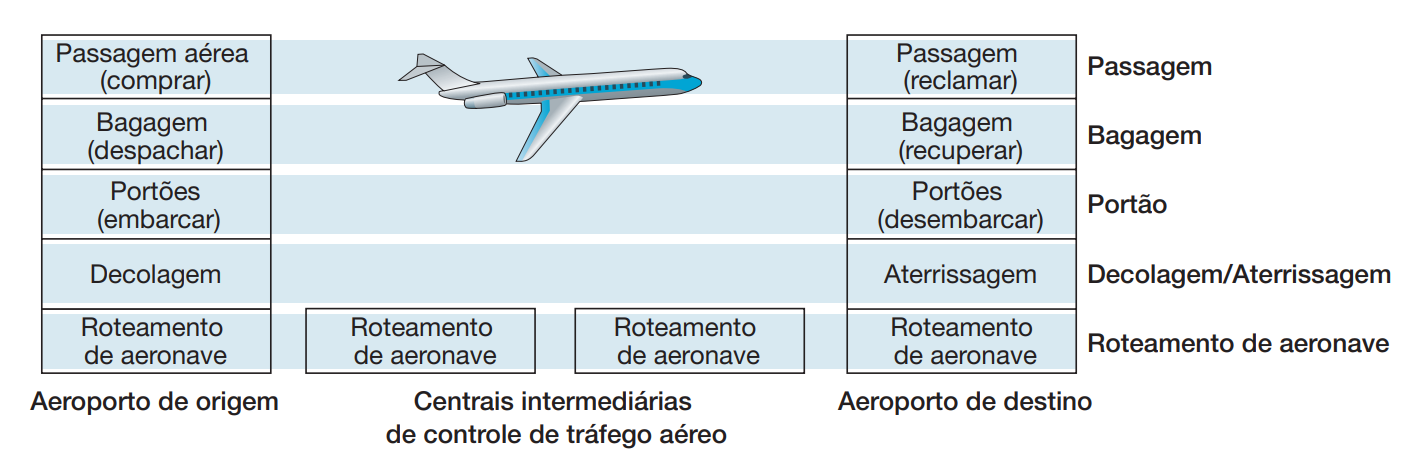 Passagem aérea
(comprar)
Passagem
(reclamar)
Passagem
Bagagem
(despachar)
Bagagem
(recuperar)
Bagagem
Portões
(embarcar)
Portões
(desembarcar)
Portão
Decolagem
Aterrissagem
Decolagem/Aterrissagem
Roteamento
de aeronave
Roteamento
de aeronave
Roteamento
de aeronave
Roteamento
de aeronave
Roteamento de aeronave
Aeroporto de origem
Centrais intermediárias
de controle de tráfego aéreo
Aeroporto de destino